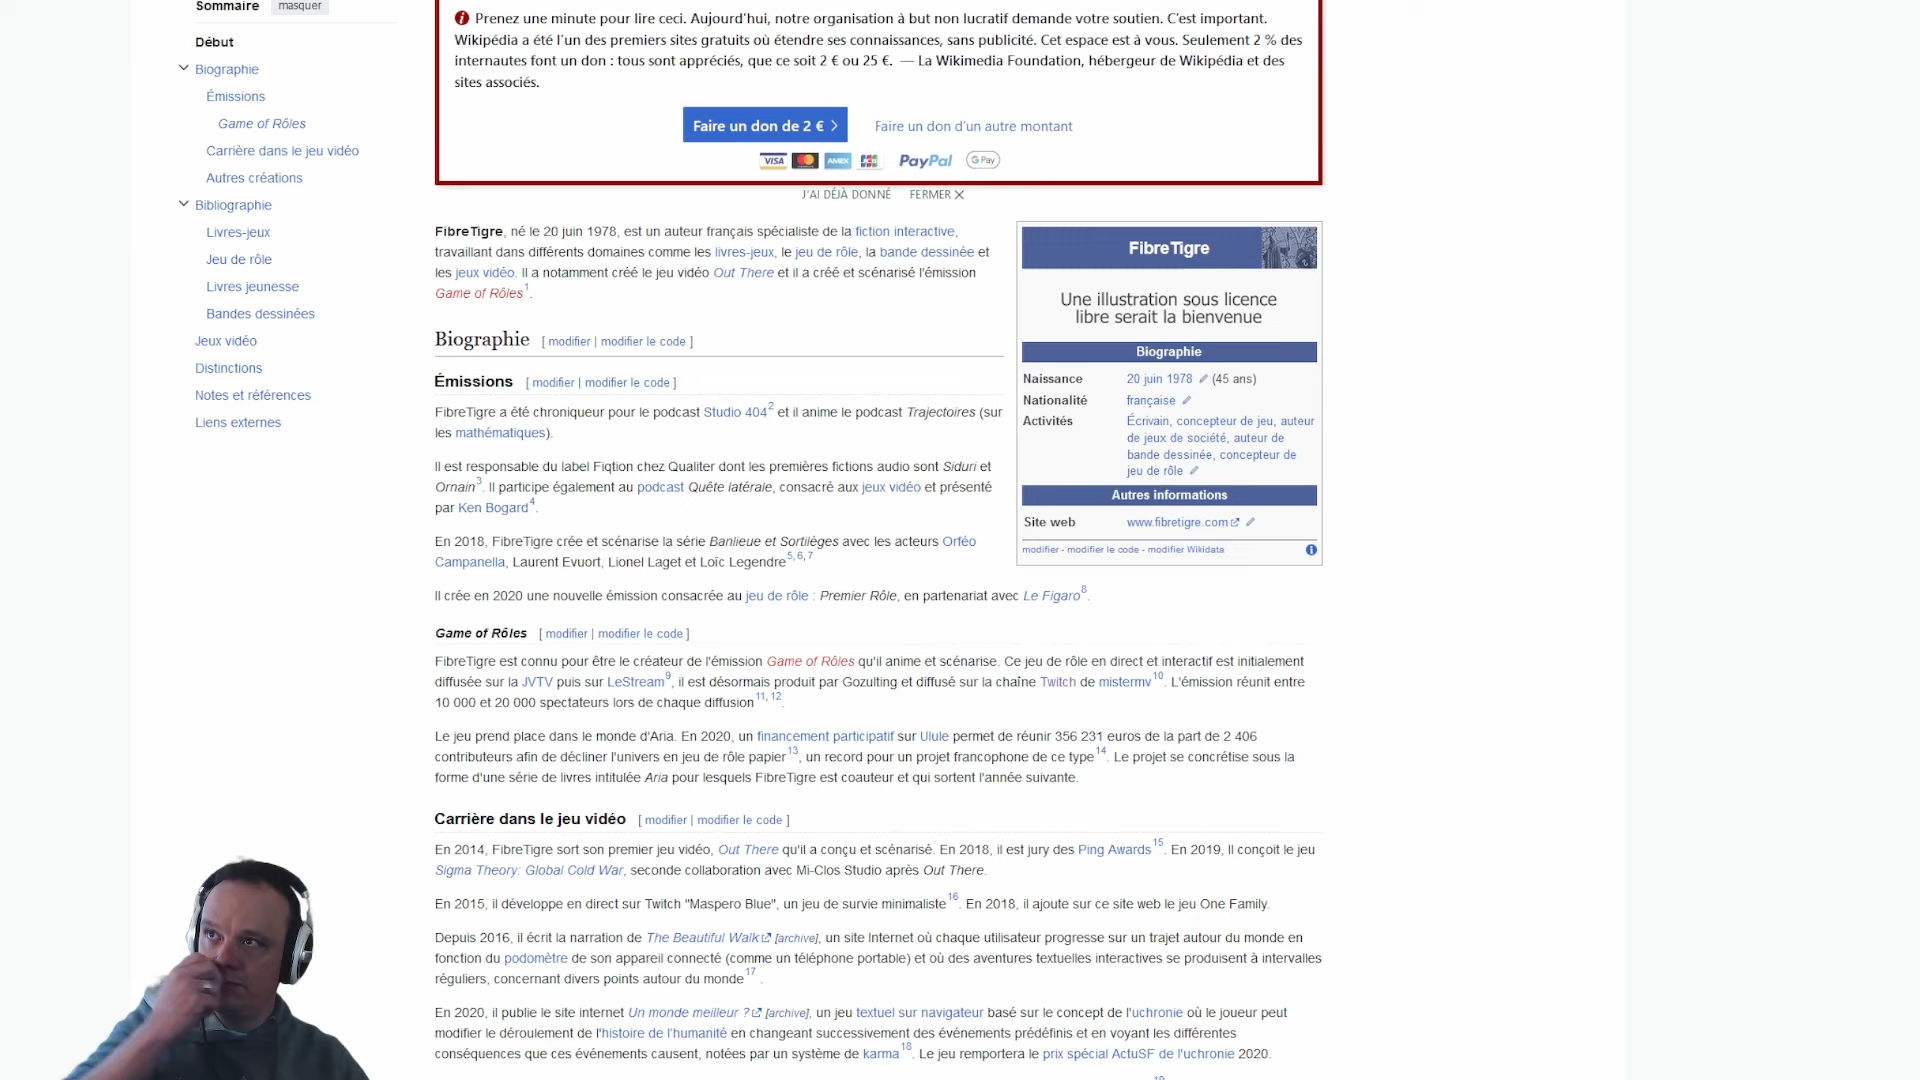 Sommaire masquer
Début
Biographie
Émissions
Game of Rôles
Carrière dans le jeu vidéo
Autres créations
Bibliographie
Livres-jeux
Jeu de rôle
Livres jeunesse
Bandes dessinées
Jeux vidéo
Distinctions
Notes et références
Liens externes
Prenez une minute pour lire ceci. Aujourd'hui, notre organisation à but non lucratif demande votre soutien. C'est important.
Wikipédia a été l'un des premiers sites gratuits où étendre ses connaissances, sans publicité. Cet espace est à vous. Seulement 2 % des
internautes font un don : tous sont appréciés, que ce soit 2 € ou 25 €. — La Wikimedia Foundation, hébergeur de Wikipédia et des
sites associés.
Faire un don de 2 € Faire un don d'un autre montant
VISA AMEX JCB PayPal G Pay
J'AI DÉJÀ DONNÉ FERMER
FibreTigre, né le 20 juin 1978, est un auteur français spécialiste de la fiction interactive,
travaillant dans différents domaines comme les livres-jeux, le jeu de rôle, la bande dessinée et
les jeux vidéo. Il a notamment créé le jeu vidéo Out There et il a créé et scénarisé l'émission
Game of Rôles1.
Biographie [ modifier | modifier le code ]
Émissions [ modifier | modifier le code ]
FibreTigre a été chroniqueur pour le podcast Studio 4042 et il anime le podcast Trajectoires (sur
les mathématiques).
Il est responsable du label Fiqtion chez Qualiter dont les premières fictions audio sont Siduri et
Ornain3. Il participe également au podcast Quête latérale, consacré aux jeux vidéo et présenté
par Ken Bogard4.
En 2018, FibreTigre crée et scénarise la série Banlieue et Sortilèges avec les acteurs Orféo
Campanella, Laurent Evuort, Lionel Laget et Loïc Legendre5, 6, 7
Il crée en 2020 une nouvelle émission consacrée au jeu de rôle : Premier Rôle, en partenariat avec Le Figaro8.
FibreTigre
Une illustration sous licence
libre serait la bienvenue
Biographie
Naissance 20 juin 1978 (45 ans)
Nationalité française
Activités Écrivain, concepteur de jeu, auteur
de jeux de société, auteur de
bande dessinée, concepteur de
jeu de rôle
Autres informations
Site web www.fibretigre.com
modifier - modifier le code - modifier Wikidata
Game of Rôles [ modifier | modifier le code ]
FibreTigre est connu pour être le créateur de l'émission Game of Rôles qu'il anime et scénarise. Ce jeu de rôle en direct et interactif est initialement
diffusée sur la JVTV puis sur LeStream9, il est désormais produit par Gozulting et diffusé sur la chaîne Twitch de mistermv10. L'émission réunit entre
10 000 et 20 000 spectateurs lors de chaque diffusion11, 12.
Le jeu prend place dans le monde d'Aria. En 2020, un financement participatif sur Ulule permet de réunir 356 231 euros de la part de 2 406
contributeurs afin de décliner l'univers en jeu de rôle papier13, un record pour un projet francophone de ce type14. Le projet se concrétise sous la
forme d'une série de livres intitulée Aria pour lesquels FibreTigre est coauteur et qui sortent l'année suivante.
Carrière dans le jeu vidéo [ modifier | modifier le code ]
En 2014, FibreTigre sort son premier jeu vidéo, Out There qu'il a conçu et scénarisé. En 2018, il est jury des Ping Awards15. En 2019, Il conçoit le jeu
Sigma Theory: Global Cold War, seconde collaboration avec Mi-Clos Studio après Out There.
En 2015, il développe en direct sur Twitch "Maspero Blue", un jeu de survie minimaliste16. En 2018, il ajoute sur ce site web le jeu One Family.
Depuis 2016, il écrit la narration de The Beautiful Walk [archive], un site Internet où chaque utilisateur progresse sur un trajet autour du monde en
fonction du podomètre de son appareil connecté (comme un téléphone portable) et où des aventures textuelles interactives se produisent à intervalles
réguliers, concernant divers points autour du monde17 .
En 2020, il publie le site internet Un monde meilleur ? [archive], un jeu textuel sur navigateur basé sur le concept de l'uchronie où le joueur peut
modifier le déroulement de l'histoire de l'humanité en changeant successivement des événements prédéfinis et en voyant les différentes
conséquences que ces événements causent, notées par un système de karma18. Le jeu remportera le prix spécial ActuSF de l'uchronie 2020.